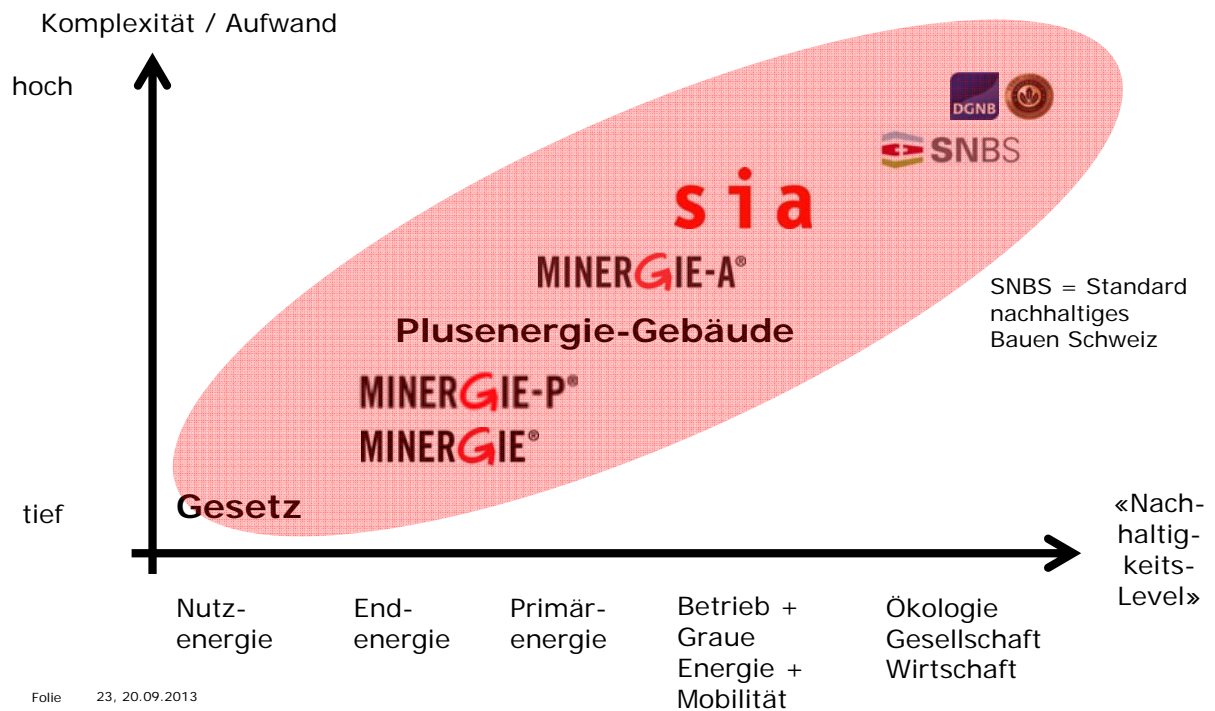 Komplexität / Aufwand
hoch
DGNB
SNBS
sia
MINERGIE-A®
SNBS = Standard
nachhaltiges
Bauen Schweiz
Plusenergie-Gebäude
MINERGIE-P®
MINERGIE®
Gesetz
tief
«Nach-
haltig-
keits-
Level»
Nutz-
energie
End-
energie
Primär-
energie
Betrieb +
Graue
Energie +
Mobilität
Ökologie
Gesellschaft
Wirtschaft
Folie 23, 20.09.2013